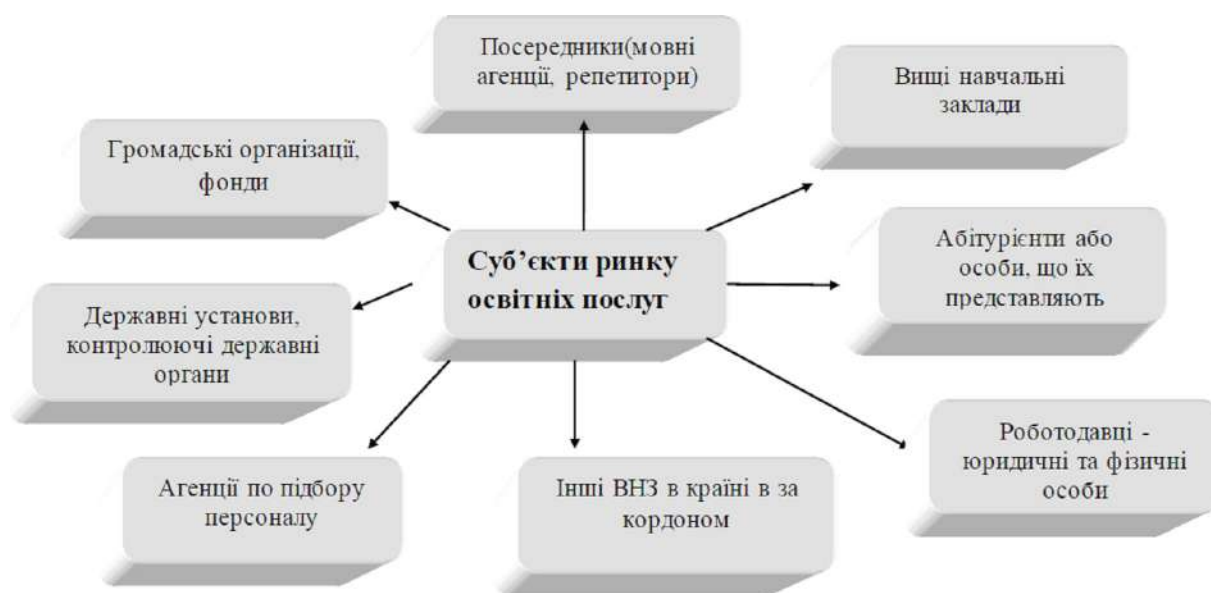 Посередники(мовні
агенції, репетитори)
Вищі навчальні
заклади
Громадські організації,
фонди
Суб’єкти ринку
освітніх послуг
Абітурієнти або
особи, що їх
представляють
Державні установи,
контролюючі державні
органи
Роботодавці -
юридичні та фізичні
особи
Агенції по підбору
персоналу
Інші ВНЗ в країні в за
кордоном